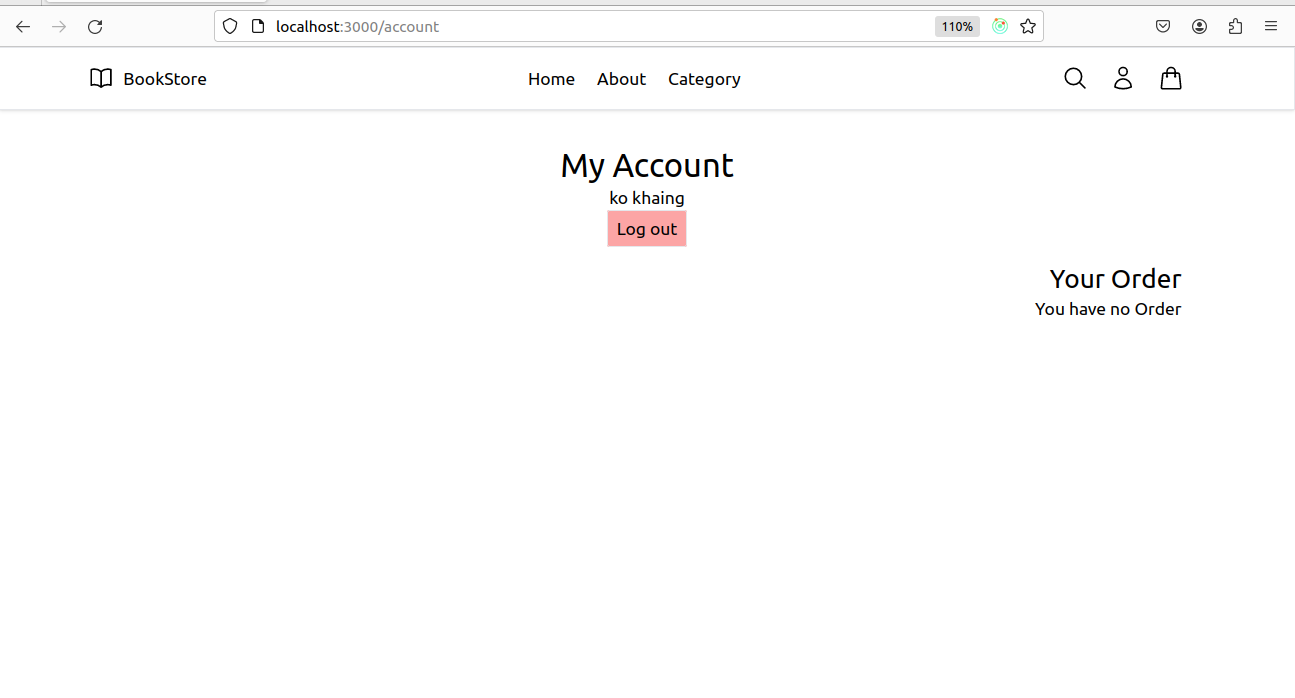 localhost:3000/account
110%
BookStore
Home About Category
My Account
ko khaing
Log out
Your Order
You have no Order